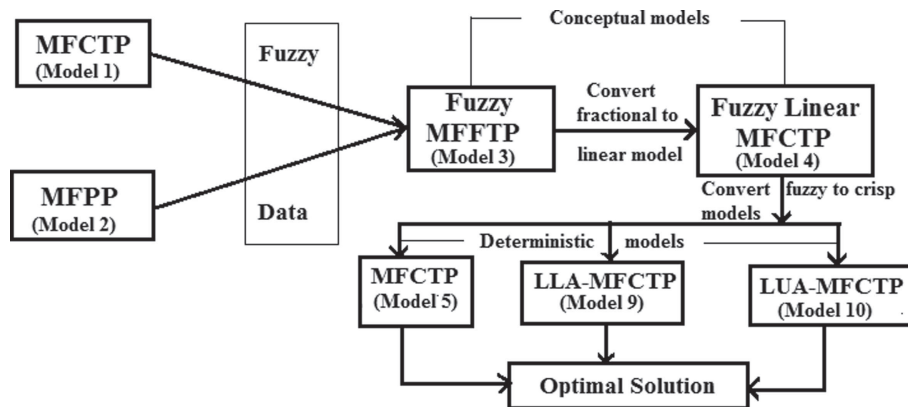 Conceptual models
MFCTP
(Model 1)
Fuzzy
Fuzzy
MFFTP
(Model 3)
Convert
fractional to
linear model
Fuzzy Linear
MFCTP
(Model 4)
MFPP
(Model 2)
Data
Convert fuzzy to crisp
models
Deterministic models
MFCTP
(Model 5)
LLA-MFCTP
(Model 9)
LUA-MFCTP
(Model 10)
Optimal Solution